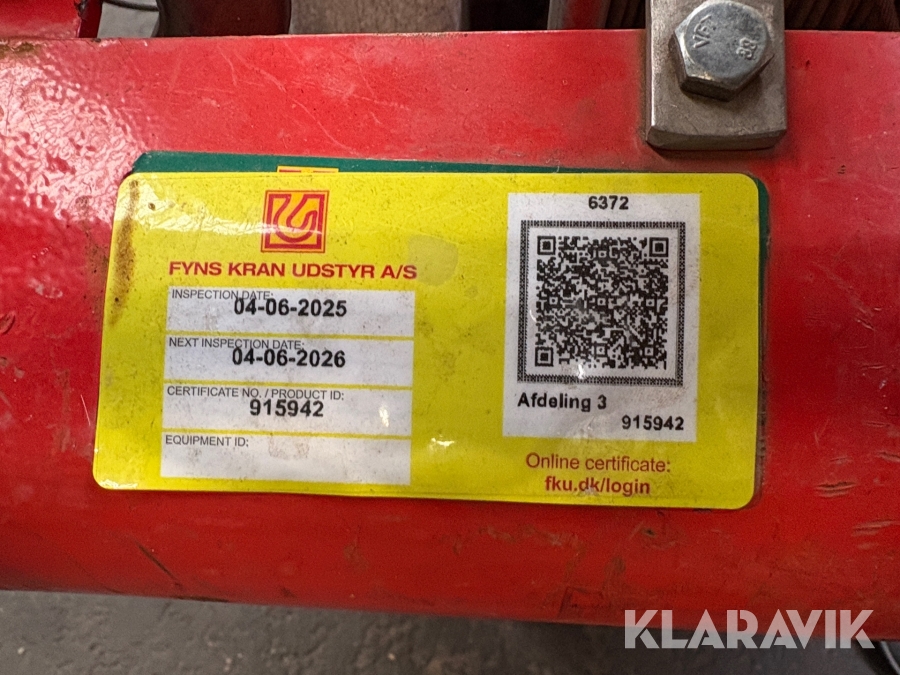 FYNS KRAN UDSTYR A/S
INSPECTION DATE:
04-06-2025
NEXT INSPECTION DATE:
04-06-2026
CERTIFICATE NO. / PRODUCT ID:
915942
EQUIPMENT ID:
6372
Afdeling 3
915942
Online certificate:
fku.dk/login
KLARAVIK